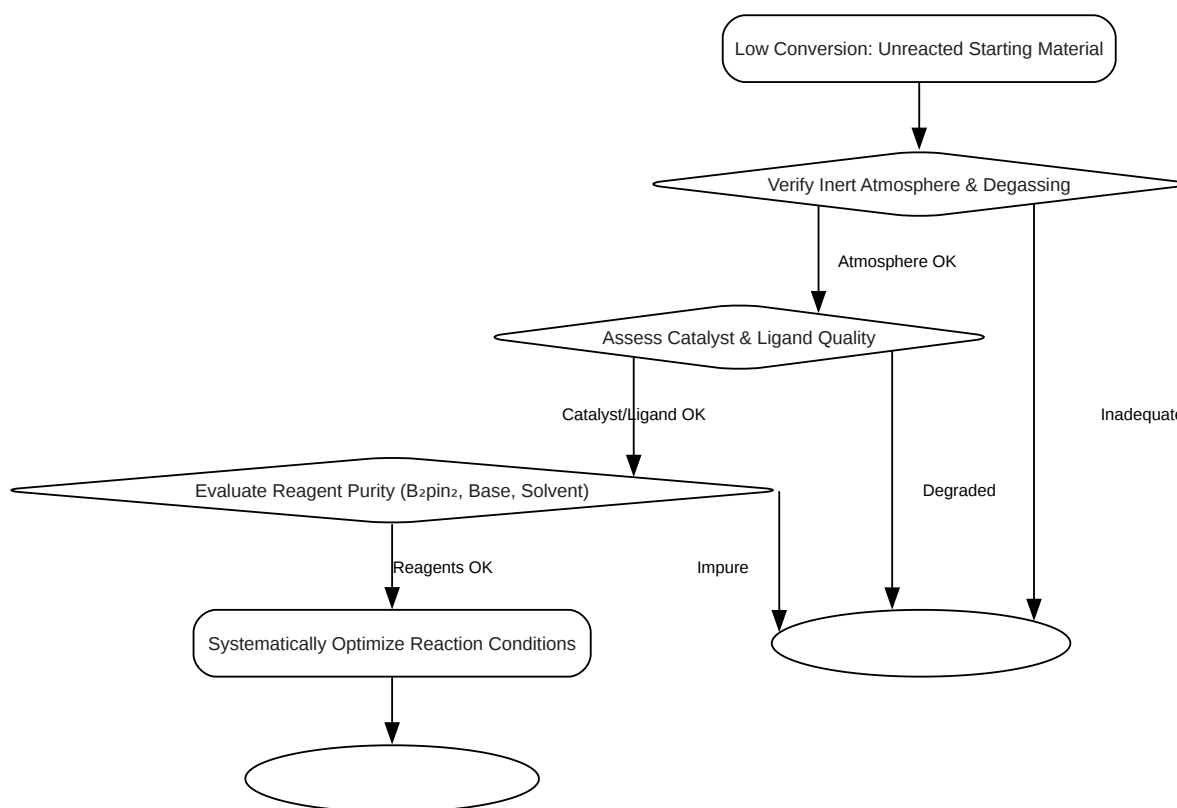 Low Conversion: Unreacted Starting Material
Verify Inert Atmosphere & Degassing
Atmosphere OK
Assess Catalyst & Ligand Quality
Catalyst/Ligand OK
Inadequate
Evaluate Reagent Purity (B₂pin₂, Base, Solvent)
Degraded
Reagents OK
Impure
Systematically Optimize Reaction Conditions